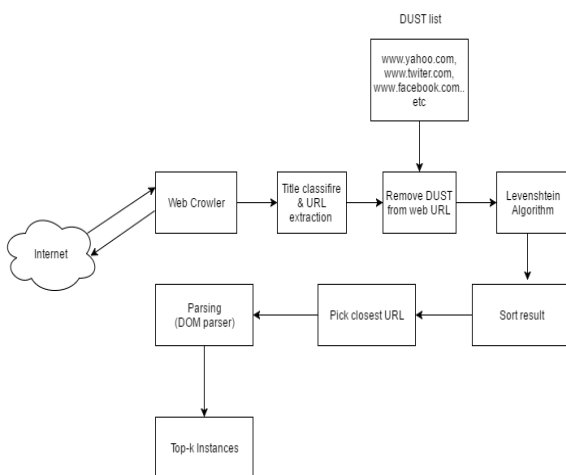 DUST list
www.yahoo.com,
www.twiter.com,
www.facebook.com..
etc
Web Crowler
Title classifire
& URL
extraction
Remove DUST
from web URL
Levenshtein
Algorithm
Internet
Parsing
(DOM parser)
Pick closest URL
Sort result
Top-k Instances